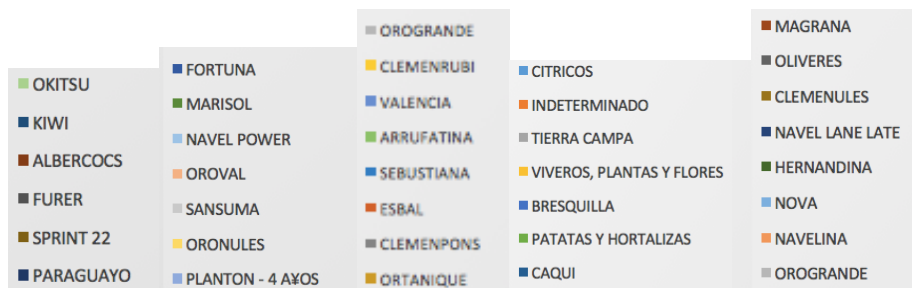 OKITSU
KIWI
ALBERCOCS
FURER
SPRINT 22
PARAGUAYO
FORTUNA
MARISOL
NAVEL POWER
OROVAL
SANSUMA
ORONULES
PLANTON - 4 A¥OS
OROGRANDE
CLEMENRUBI
VALENCIA
ARRUFATINA
SEBUSTIANA
ESBAL
CLEMENPONS
ORTANIQUE
CITRICOS
INDETERMINADO
TIERRA CAMPA
VIVEROS, PLANTAS Y FLORES
BRESQUILLA
PATATAS Y HORTALIZAS
CAQUI
MAGRANA
OLIVERES
CLEMENULES
NAVEL LANE LATE
HERNANDINA
NOVA
NAVELINA
OROGRANDE